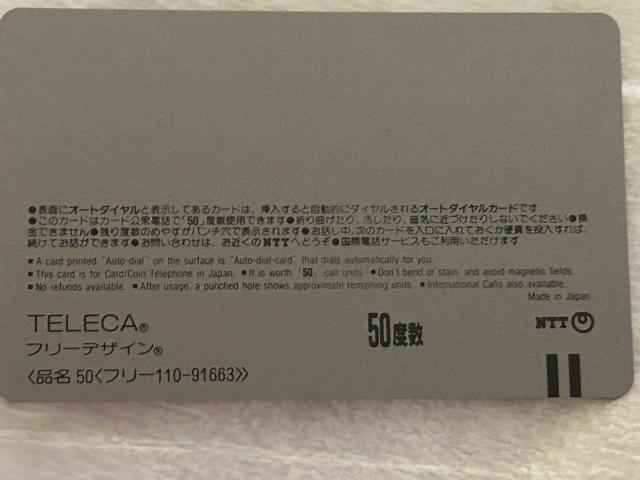 ●表面にオートダイヤルと表示してあるカードは、挿入すると自動的にダイヤルされるオートダイヤルカードです
●このカードはカード公衆電話で「50」度数使用できます●折り曲げたり、汚したり、磁気に近づけたりしないでください●換
金できません●残り度数のめやすがパンチ穴で表示されます●お話し中、次のカードを入口に入れておくか硬貨を投入すれば、
続けてお話ができます●お問い合わせは、お近くのNTTへどうぞ●国際電話サービスもご利用いただけます
■ A card printed "Auto-dial" on the surface is "Auto-dial-card" that dials automatically for you.
■ This card is for Card/Coin Telephone in Japan. ■ It is worth「50」call units ■ Don't bend or stain and avoid magnetic fields.
■ No refunds available. ■ After usage, a punched hole shows approximate remaining units. ■ International Calls also available.
Made in Japan
TELECA®
50度数
NTT
フリーデザイン®
〈品名 50〈フリー110-91663〉〉